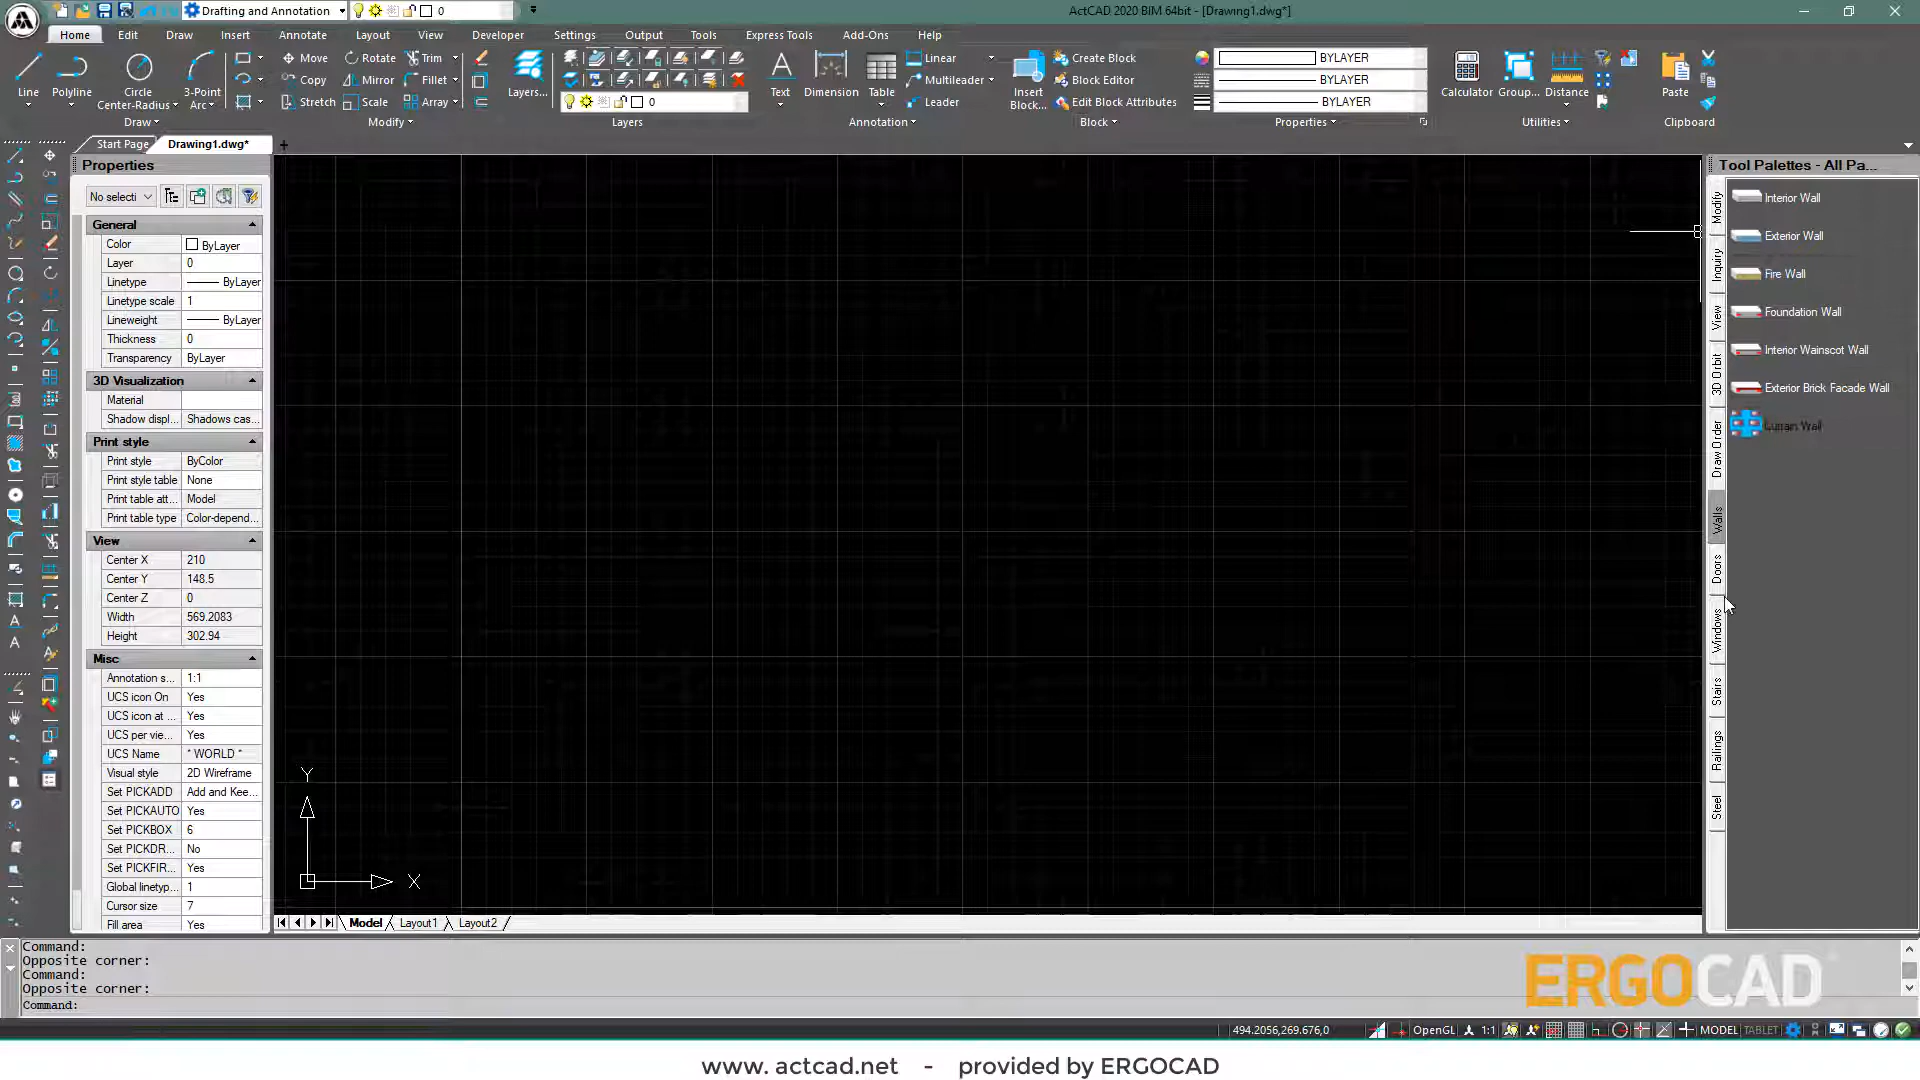 Drafting and Annotation
0
ActCAD 2020 BIM 64bit - [Drawing1.dwg*]
Home Edit Draw Insert Annotate Layout View Developer Settings Output Tools Express Tools Add-Ons Help
Line
Polyline
Circle
Center-Radius
3-Point
Arc
Draw
Move
Copy
Stretch
Rotate
Mirror
Scale
Trim
Fillet
Array
Modify
Layers...
0
Layers
Text
Dimension
Table
Linear
Multileader
Leader
Annotation
Insert
Block...
Create Block
Block Editor
Edit Block Attributes
Block
BYLAYER
BYLAYER
BYLAYER
Properties
Calculator
Group...
Distance
Utilities
Paste
Clipboard
Start Page
Drawing1.dwg*
Properties
No selecti
General
Color ByLayer
Layer 0
Linetype ByLayer
Linetype scale 1
Lineweight ByLayer
Thickness 0
Transparency ByLayer
3D Visualization
Material
Shadow displ... Shadows cas...
Print style
Print style ByColor
Print style table None
Print table att... Model
Print table type Color-depend...
View
Center X 210
Center Y 148.5
Center Z 0
Width 569.2083
Height 302.94
Misc
Annotation s... 1:1
UCS icon On Yes
UCS icon at ... Yes
UCS per vie... Yes
UCS Name * WORLD *
Visual style 2D Wireframe
Set PICKADD Add and Kee...
Set PICKAUTO Yes
Set PICKBOX 6
Set PICKDR... No
Set PICKFIR... Yes
Global linetyp... 1
Cursor size 7
Fill area Yes
Y
X
Model Layout1 Layout2
Tool Palettes - All Pa...
Modify
Inquiry
View
3D Orbit
Draw Order
Walls
Doors
Windows
Stairs
Railings
Steel
Interior Wall
Exterior Wall
Fire Wall
Foundation Wall
Interior Wainscot Wall
Exterior Brick Facade Wall
Curtain Wall
Command:
Opposite corner:
Command:
Opposite corner:
Command:
ERGOCAD
494.2056,269.676,0
OpenGL
1:1
MODEL
TABLET
www. actcad.net - provided by ERGOCAD